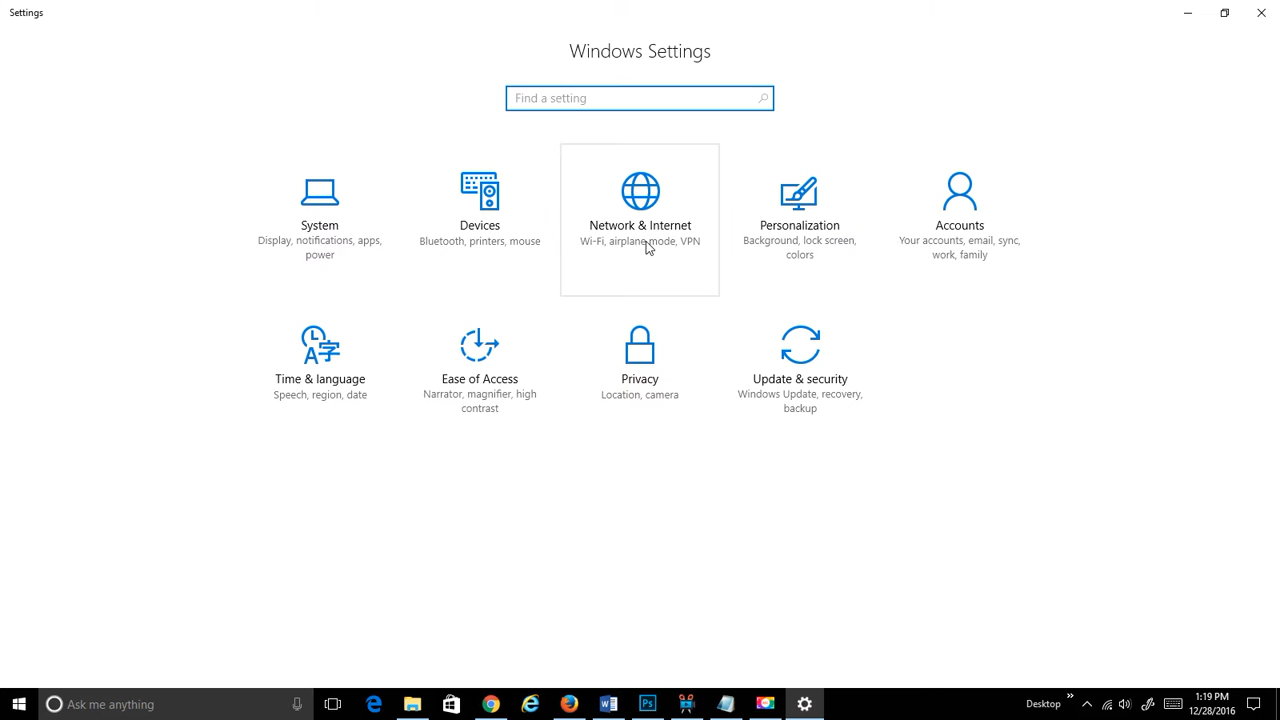 Settings
Windows Settings
Find a setting
System
Display, notifications, apps,
power
Devices
Bluetooth, printers, mouse
Network & Internet
Wi-Fi, airplane mode, VPN
Personalization
Background, lock screen,
colors
Accounts
Your accounts, email, sync,
work, family
Time & language
Speech, region, date
Ease of Access
Narrator, magnifier, high
contrast
Privacy
Location, camera
Update & security
Windows Update, recovery,
backup
A字
Ask me anything
W
Ps
Desktop
1:19 PM
12/28/2016